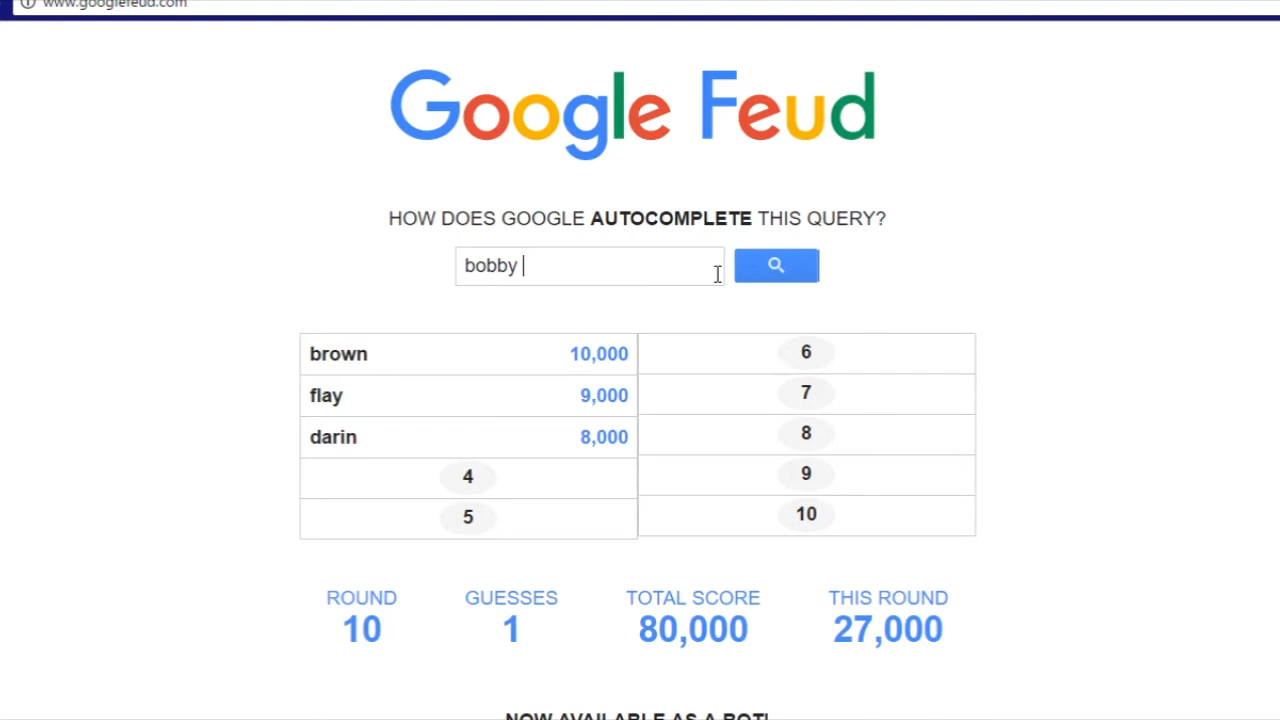 www.googlefeud.com
Google Feud
HOW DOES GOOGLE AUTOCOMPLETE THIS QUERY?
bobby
brown 10,000
flay 9,000
darin 8,000
4
5
6
7
8
9
10
ROUND GUESSES TOTAL SCORE THIS ROUND
10 1 80,000 27,000
NOW AVAILABLE AS A BOT!